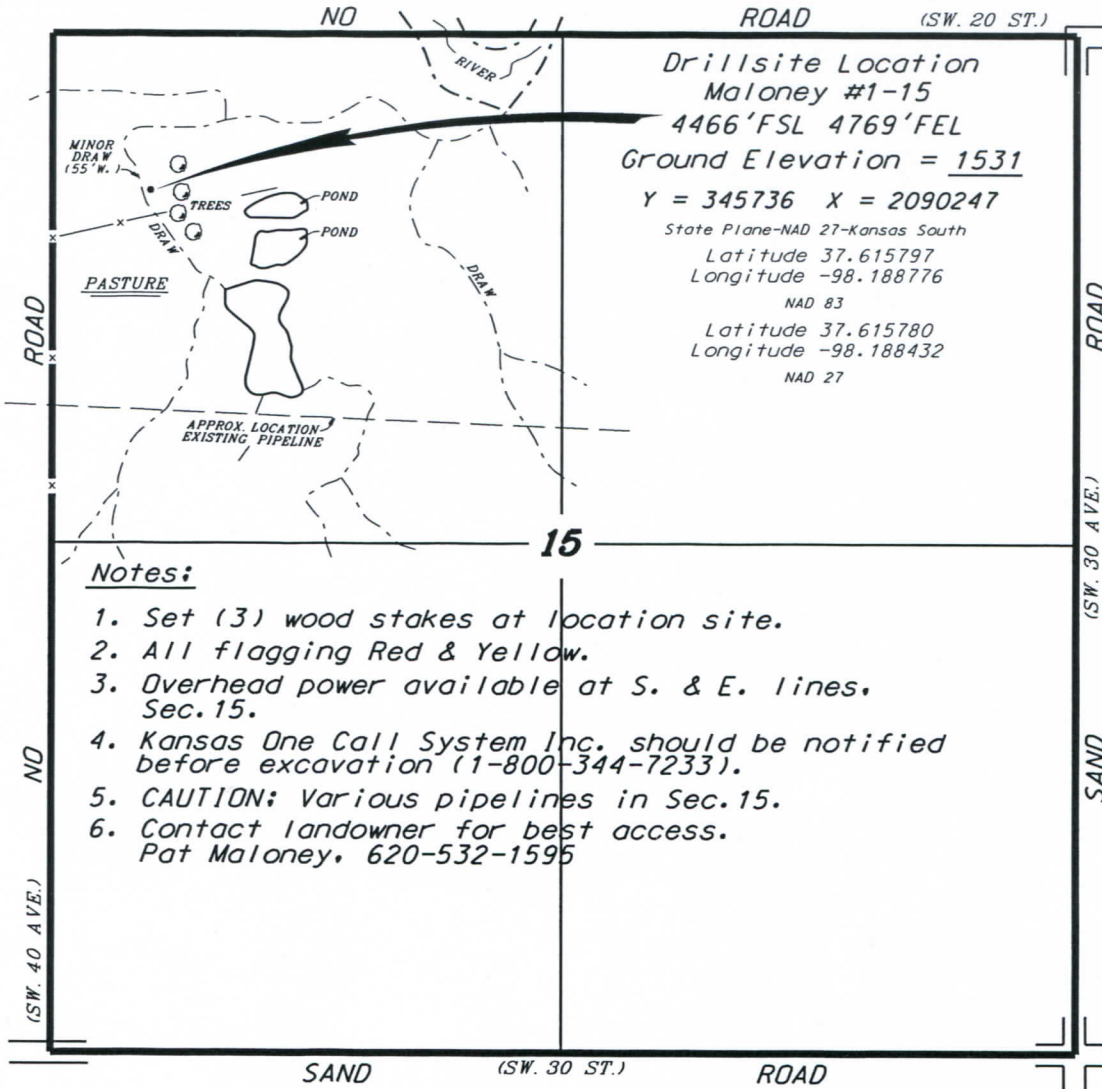 NO ROAD (SW. 20 ST.)
RIVER
Drillsite Location
Maloney #1-15
4466'FSL 4769'FEL
Ground Elevation = 1531
Y = 345736 X = 2090247
State Plane-NAD 27-Kansas South
Latitude 37.615797
Longitude -98.188776
NAD 83
Latitude 37.615780
Longitude -98.188432
NAD 27
MINOR
DRAW
(55'W.)
TREES
POND
POND
DRAW
DRAW
PASTURE
APPROX. LOCATION
EXISTING PIPELINE
15
NO ROAD
(SW. 40 AVE.)
SAND ROAD
(SW. 30 AVE.)
Notes:
1. Set (3) wood stakes at location site.
2. All flagging Red & Yellow.
3. Overhead power available at S. & E. lines,
Sec.15.
4. Kansas One Call System Inc. should be notified
before excavation (1-800-344-7233).
5. CAUTION: Various pipelines in Sec.15.
6. Contact landowner for best access.
Pat Maloney, 620-532-1595
SAND (SW. 30 ST.) ROAD